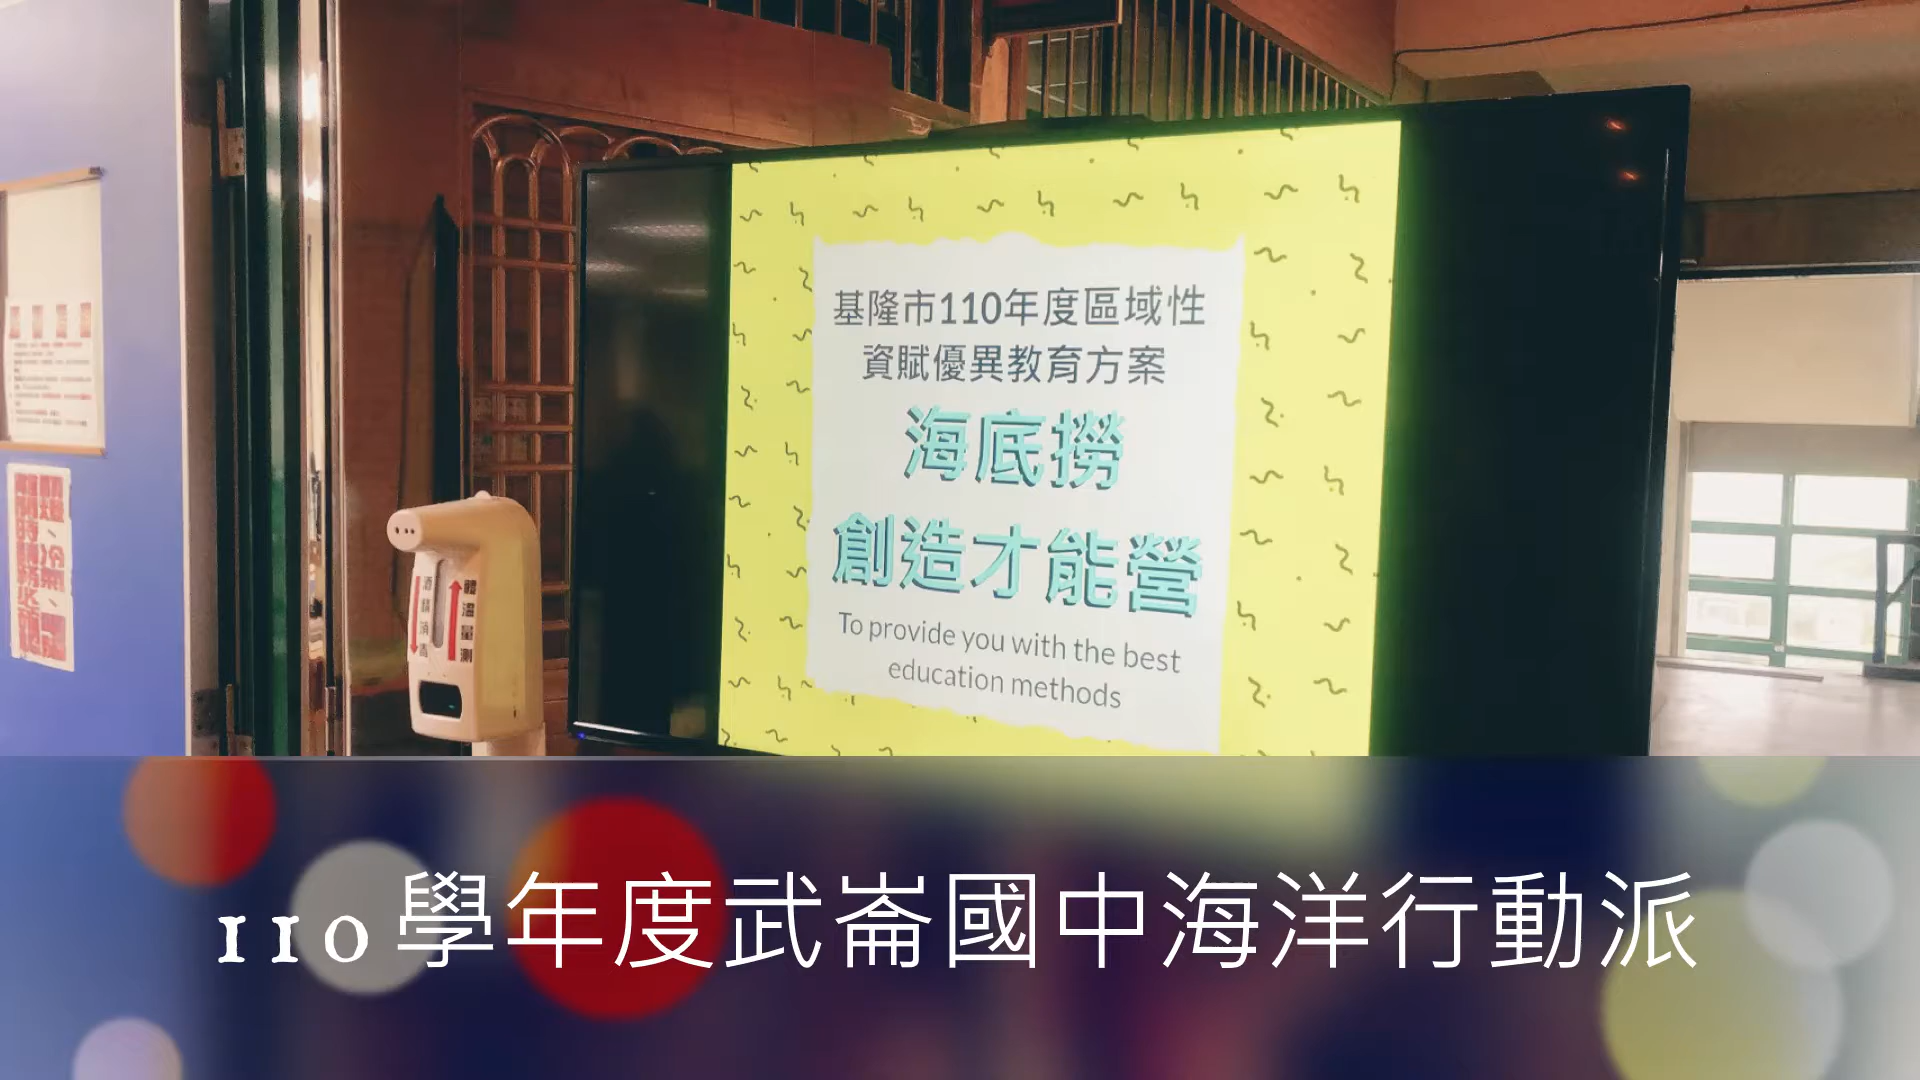 基隆市110年度區域性
資賦優異教育方案
海底撈
創造才能營
To provide you with the best
education methods
酒精消毒
體溫量測
110學年度武崙國中海洋行動派